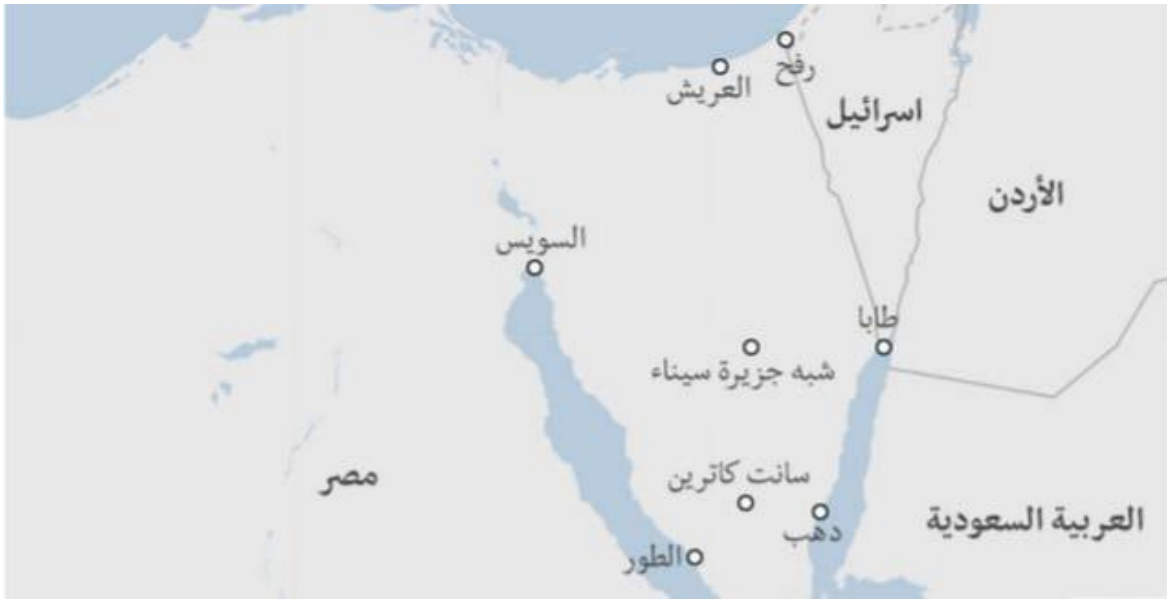 رفح
العريش
اسرائيل
الأردن
السويس
طابا
شبه جزيرة سيناء
سانت كاترين
مصر
العربية السعودية
دهب
الطور